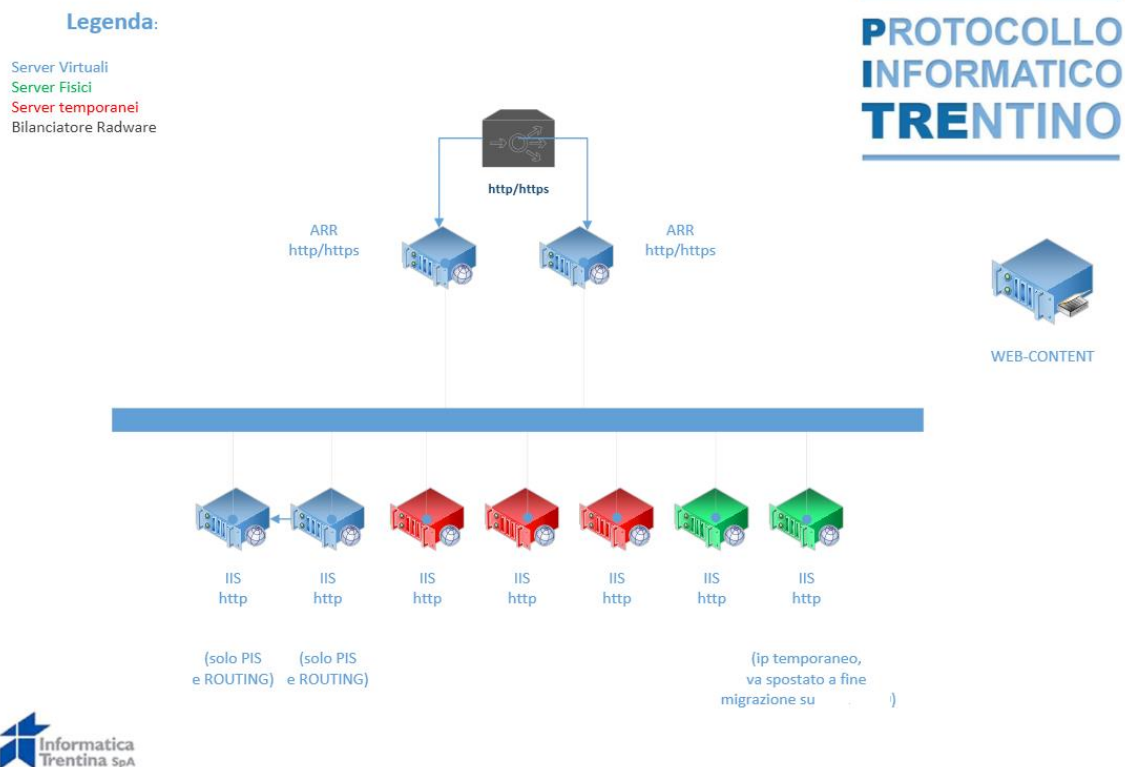 Legenda:
Server Virtuali
Server Fisici
Server temporanei
Bilanciatore Radware
PROTOCOLLO
INFORMATICO
TRENTINO
http/https
ARR
http/https
ARR
http/https
WEB-CONTENT
IIS
http
IIS
http
IIS
http
IIS
http
IIS
http
IIS
http
IIS
http
(solo PIS
e ROUTING)
(solo PIS
e ROUTING)
(ip temporaneo,
va spostato a fine
migrazione su )
Informatica
Trentina SpA